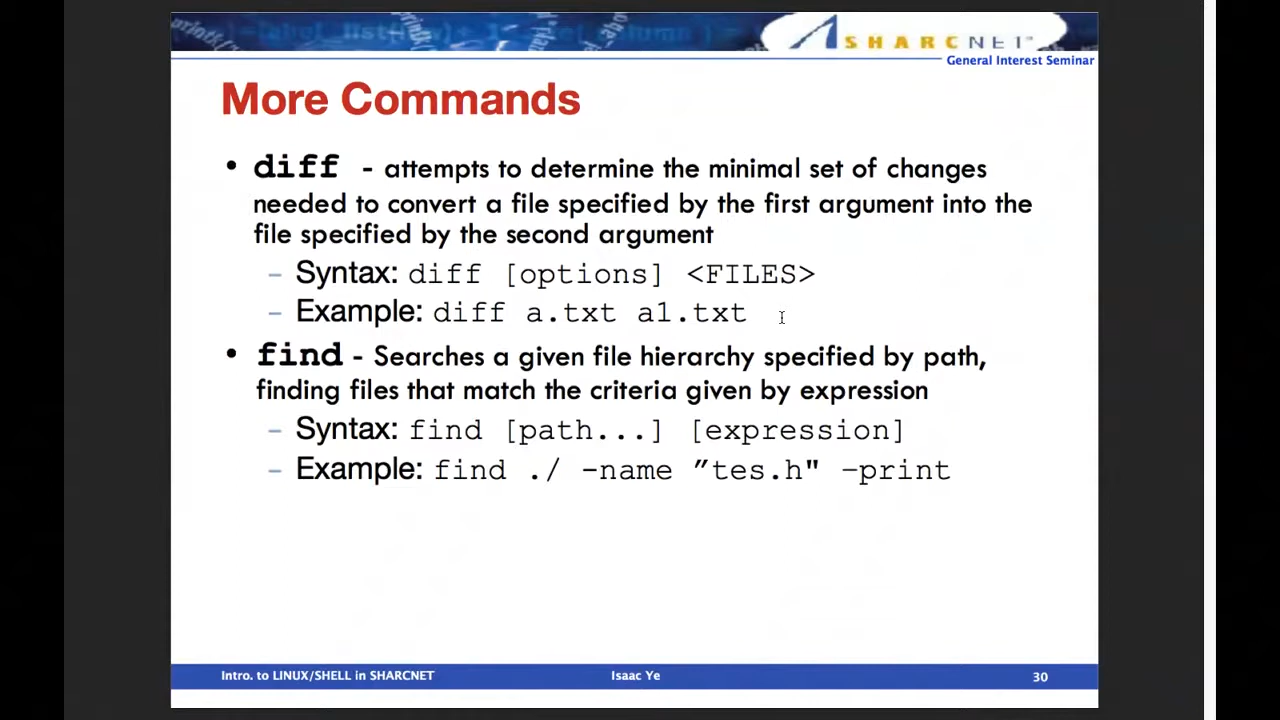 SHARCNET™
General Interest Seminar
More Commands
• diff - attempts to determine the minimal set of changes
needed to convert a file specified by the first argument into the
file specified by the second argument
– Syntax: diff [options] <FILES>
– Example: diff a.txt a1.txt
• find - Searches a given file hierarchy specified by path,
finding files that match the criteria given by expression
– Syntax: find [path...] [expression]
– Example: find ./ -name ”tes.h" –print
Intro. to LINUX/SHELL in SHARCNET
Isaac Ye
30